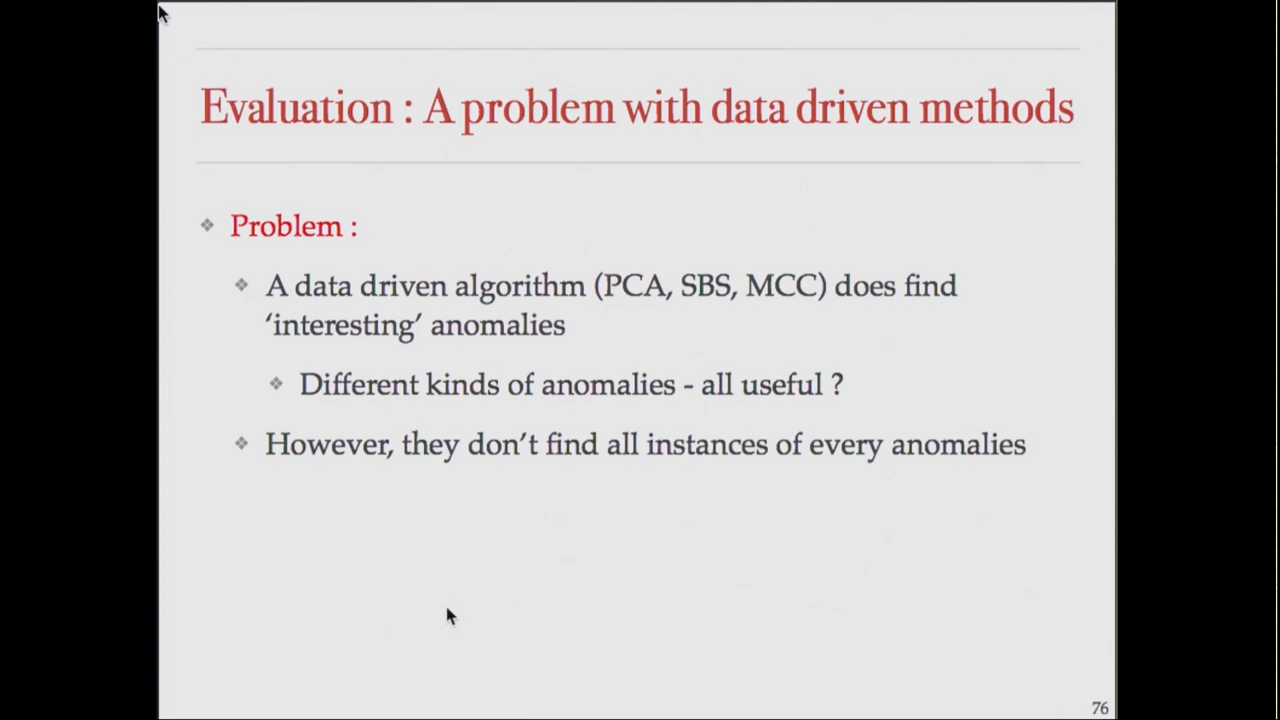 Evaluation : A problem with data driven methods
Problem :
A data driven algorithm (PCA, SBS, MCC) does find
‘interesting’ anomalies
Different kinds of anomalies - all useful ?
However, they don’t find all instances of every anomalies
76